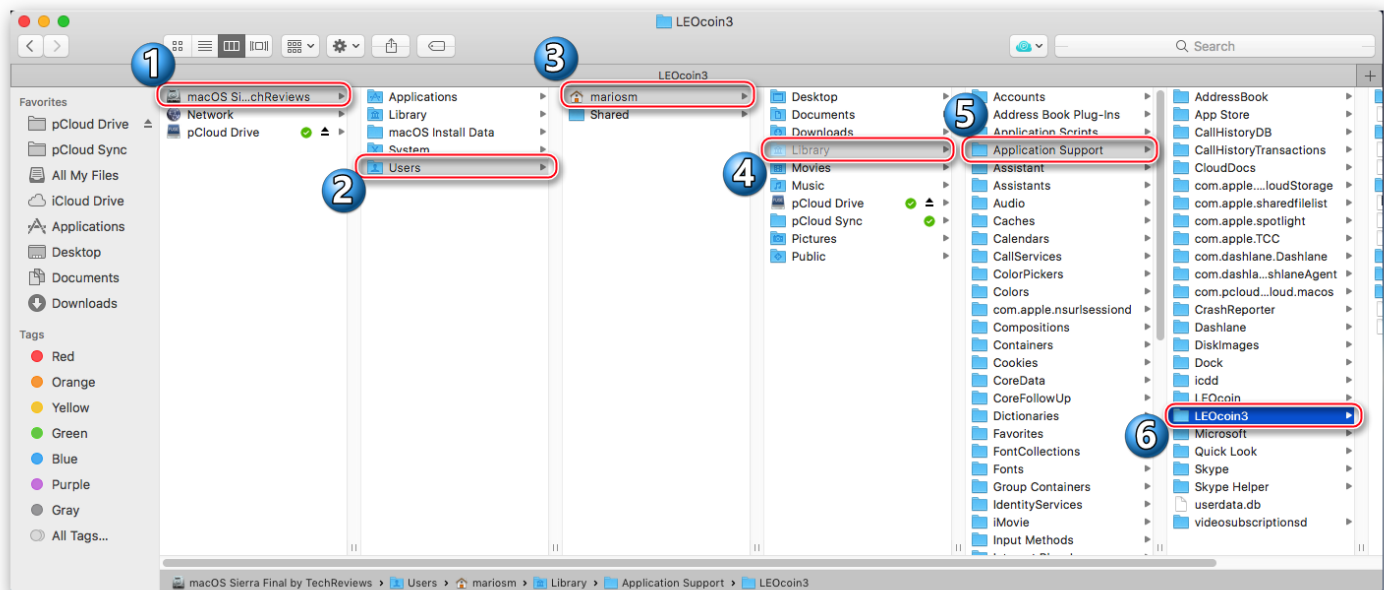 LEOcoin3
Search
LEOcoin3
1
2
3
4
5
6
Favorites
pCloud Drive
pCloud Sync
All My Files
iCloud Drive
Applications
Desktop
Documents
Downloads
Tags
Red
Orange
Yellow
Green
Blue
Purple
Gray
All Tags...
macOS Si...chReviews
Network
pCloud Drive
Applications
Library
macOS Install Data
System
Users
mariosm
Shared
Desktop
Documents
Downloads
Library
Movies
Music
pCloud Drive
pCloud Sync
Pictures
Public
Accounts
Address Book Plug-Ins
Application Scripts
Application Support
Assistant
Assistants
Audio
Caches
Calendars
CallServices
ColorPickers
Colors
com.apple.nsurlsessiond
Compositions
Containers
Cookies
CoreData
CoreFollowUp
Dictionaries
Favorites
FontCollections
Fonts
Group Containers
IdentityServices
iMovie
Input Methods
AddressBook
App Store
CallHistoryDB
CallHistoryTransactions
CloudDocs
com.apple....loudStorage
com.apple.sharedfilelist
com.apple.spotlight
com.apple.TCC
com.dashlane.Dashlane
com.dashla...shlaneAgent
com.pcloud...loud.macos
CrashReporter
Dashlane
DiskImages
Dock
icdd
LEOcoin
LEOcoin3
Microsoft
Quick Look
Skype
Skype Helper
userdata.db
videosubscriptionsd
macOS Sierra Final by TechReviews › Users › mariosm › Library › Application Support › LEOcoin3